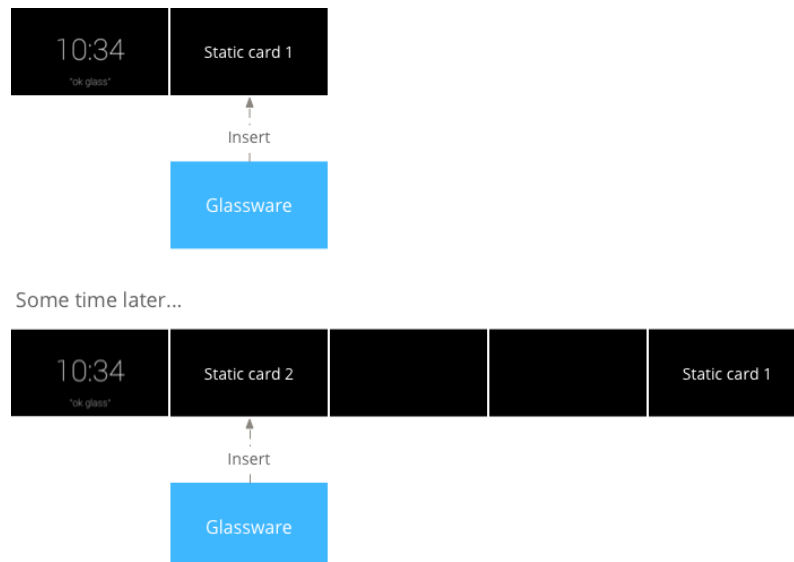 10:34
Static card 1
"ok glass"
Insert
Glassware
Some time later...
10:34
Static card 2
Static card 1
"ok glass"
Insert
Glassware